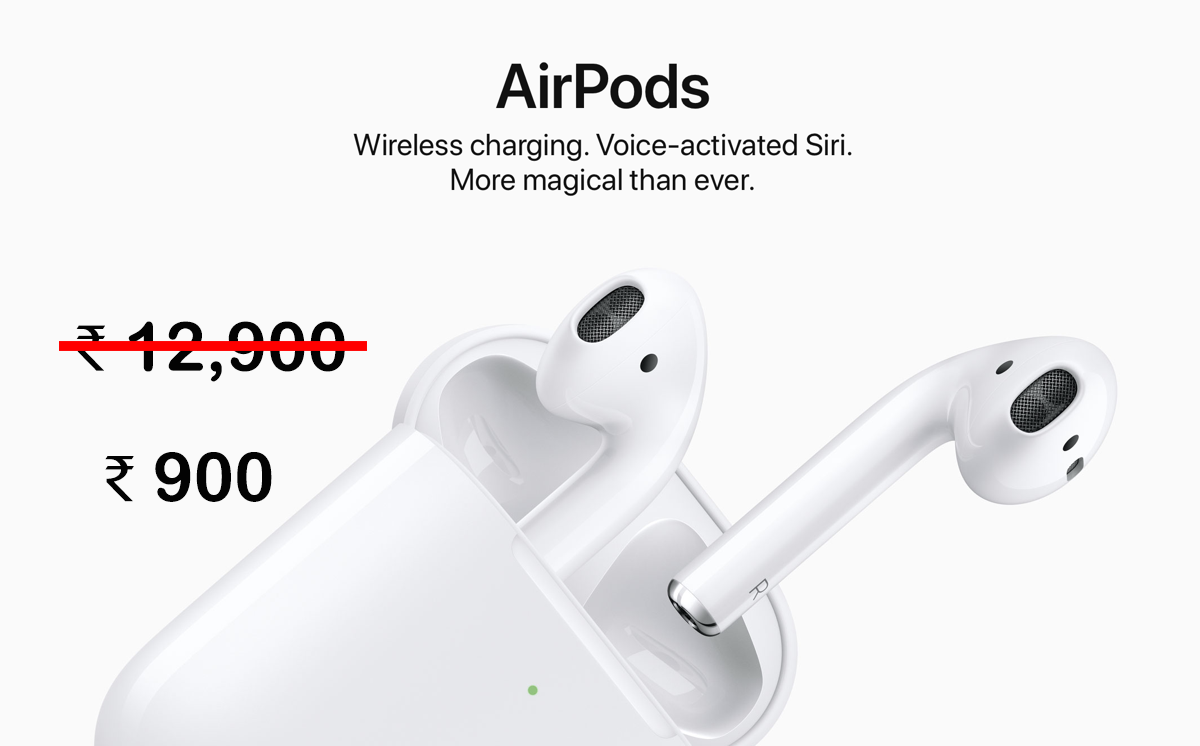 AirPods
Wireless charging. Voice-activated Siri.
More magical than ever.
₹ 12,900
₹ 900
R